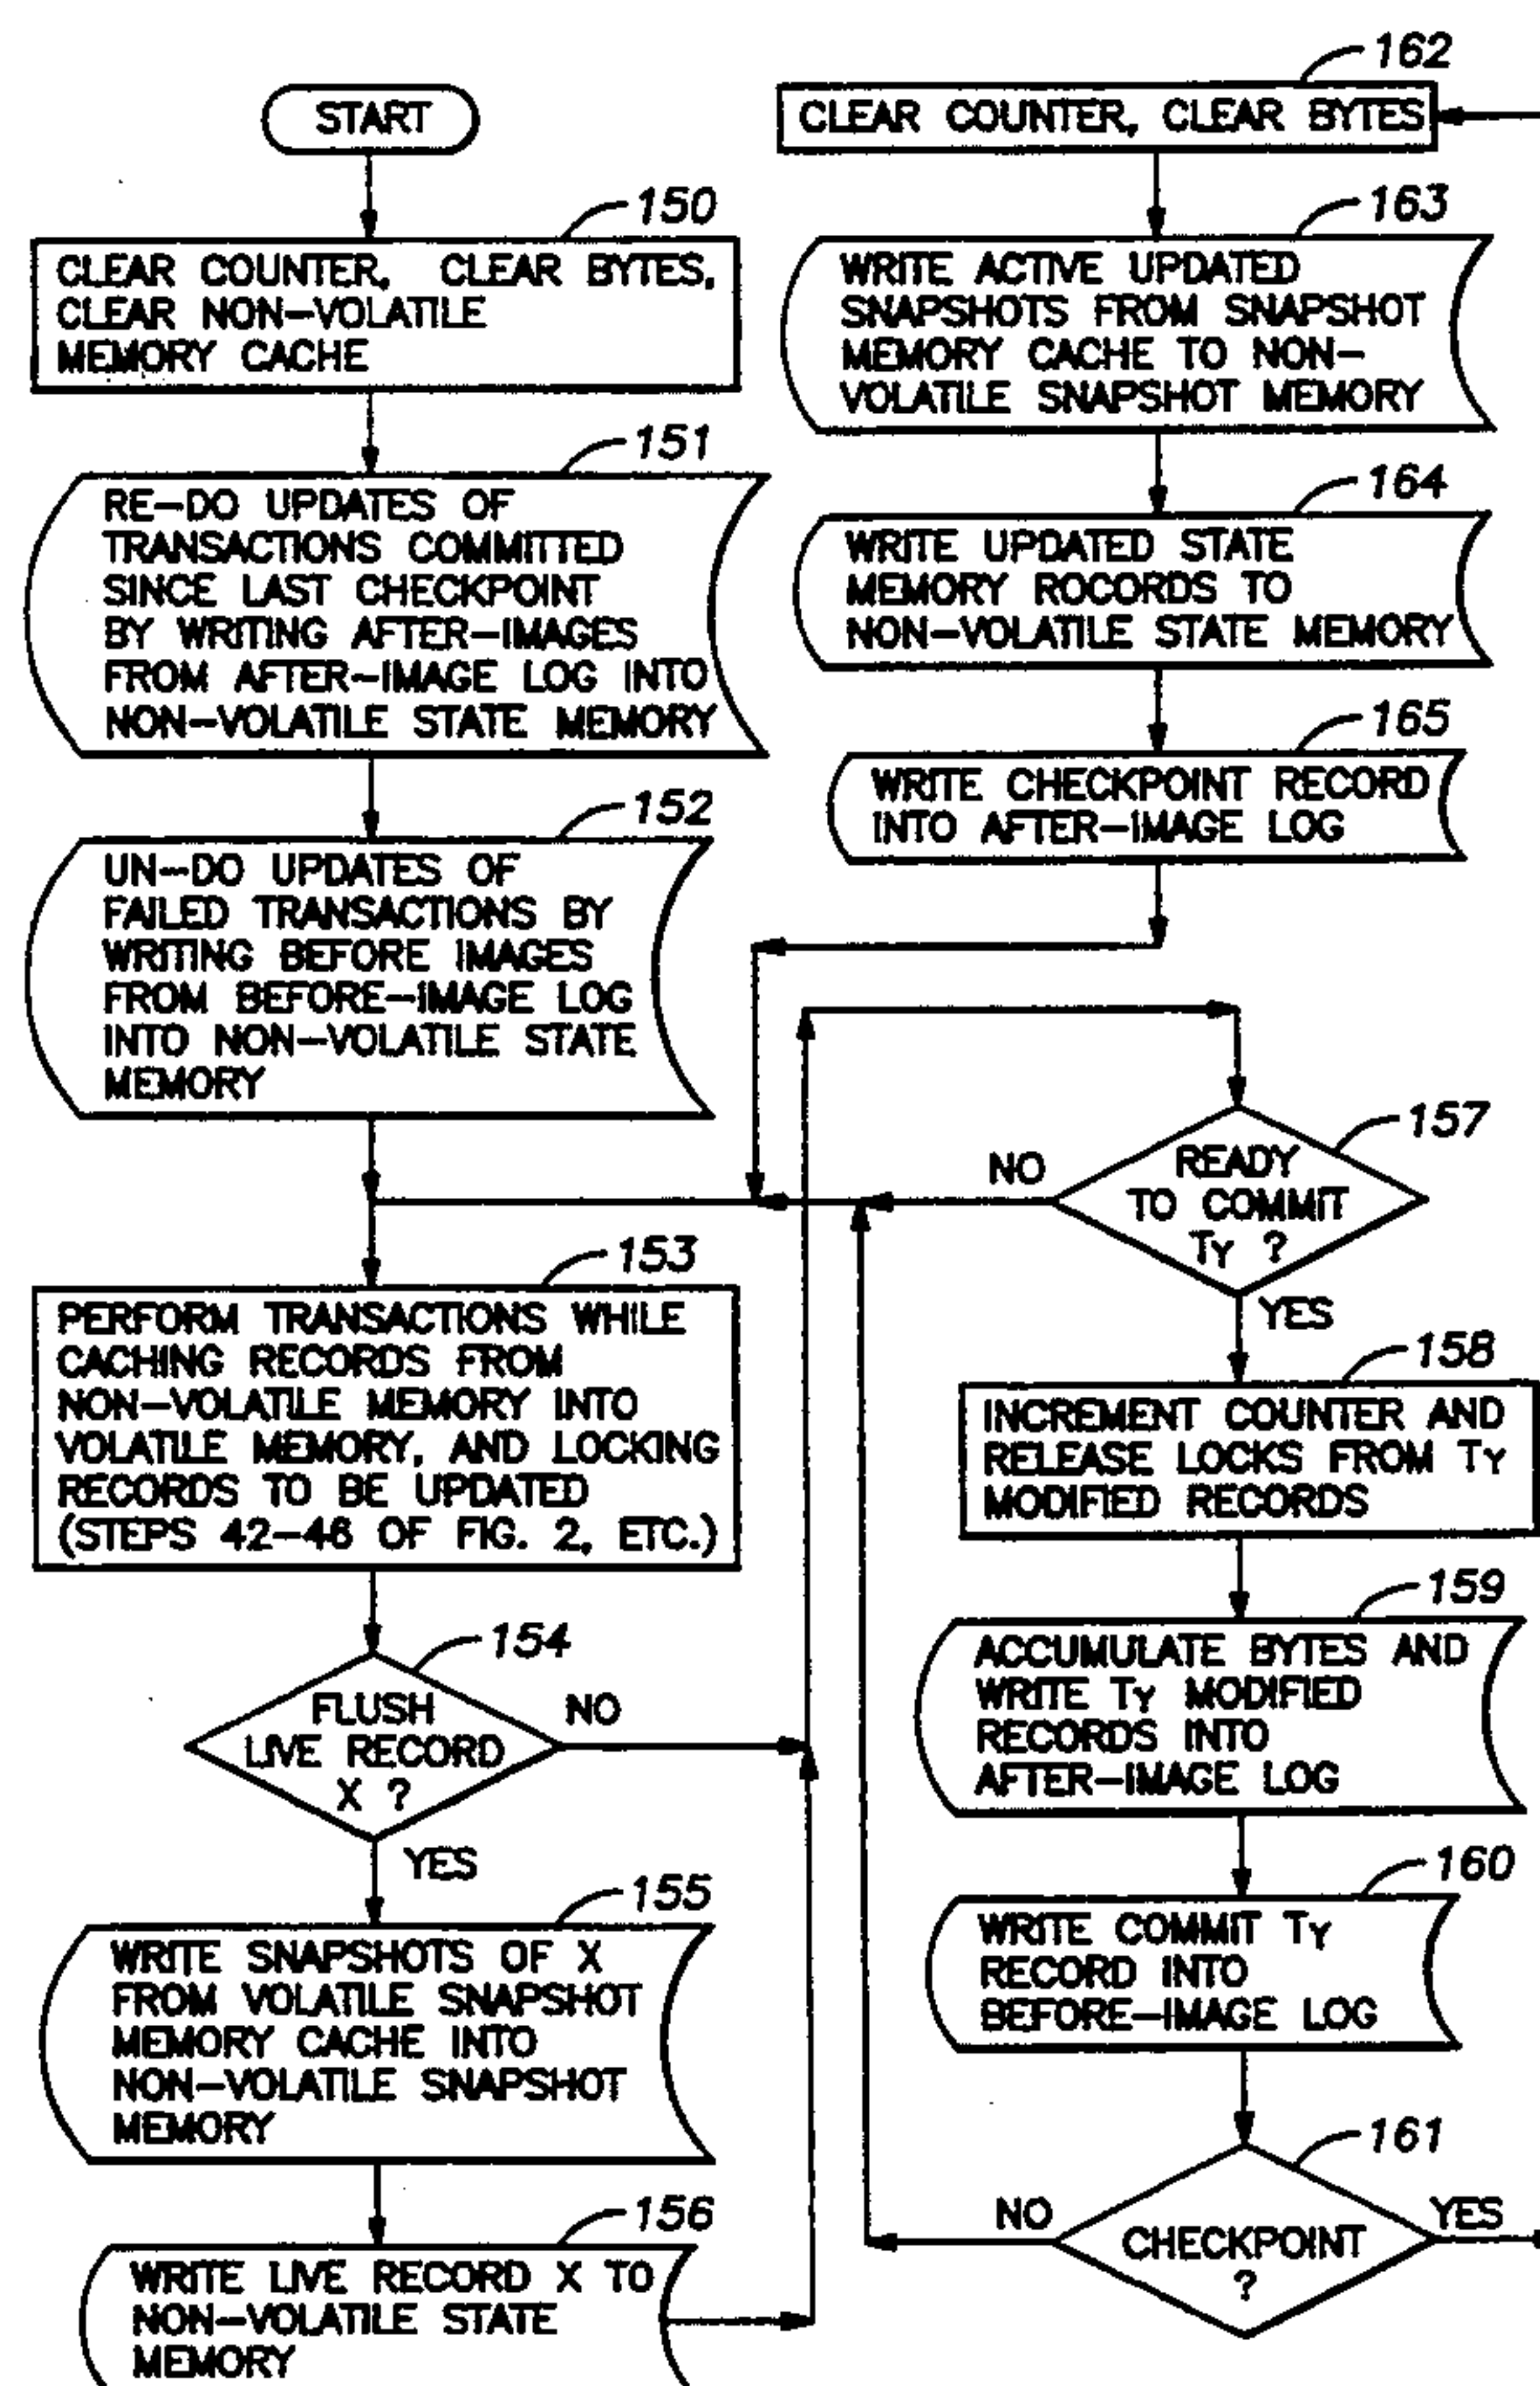 START
150
CLEAR COUNTER, CLEAR BYTES,
CLEAR NON-VOLATILE
MEMORY CACHE
151
RE-DO UPDATES OF
TRANSACTIONS COMMITTED
SINCE LAST CHECKPOINT
BY WRITING AFTER-IMAGES
FROM AFTER-IMAGE LOG INTO
NON-VOLATILE STATE MEMORY
152
UN-DO UPDATES OF
FAILED TRANSACTIONS BY
WRITING BEFORE IMAGES
FROM BEFORE-IMAGE LOG
INTO NON-VOLATILE STATE
MEMORY
153
PERFORM TRANSACTIONS WHILE
CACHING RECORDS FROM
NON-VOLATILE MEMORY INTO
VOLATILE MEMORY, AND LOCKING
RECORDS TO BE UPDATED
(STEPS 42-46 OF FIG. 2, ETC.)
154
FLUSH
LIVE RECORD
X ?
NO
YES
155
WRITE SNAPSHOTS OF X
FROM VOLATILE SNAPSHOT
MEMORY CACHE INTO
NON-VOLATILE SNAPSHOT
MEMORY
156
WRITE LIVE RECORD X TO
NON-VOLATILE STATE
MEMORY
162
CLEAR COUNTER, CLEAR BYTES
163
WRITE ACTIVE UPDATED
SNAPSHOTS FROM SNAPSHOT
MEMORY CACHE TO NON-
VOLATILE SNAPSHOT MEMORY
164
WRITE UPDATED STATE
MEMORY ROCORDS TO
NON-VOLATILE STATE MEMORY
165
WRITE CHECKPOINT RECORD
INTO AFTER-IMAGE LOG
157
READY
TO COMMIT
TY ?
NO
YES
158
INCREMENT COUNTER AND
RELEASE LOCKS FROM TY
MODIFIED RECORDS
159
ACCUMULATE BYTES AND
WRITE TY MODIFIED
RECORDS INTO
AFTER-IMAGE LOG
160
WRITE COMMIT TY
RECORD INTO
BEFORE-IMAGE LOG
161
CHECKPOINT
?
NO
YES